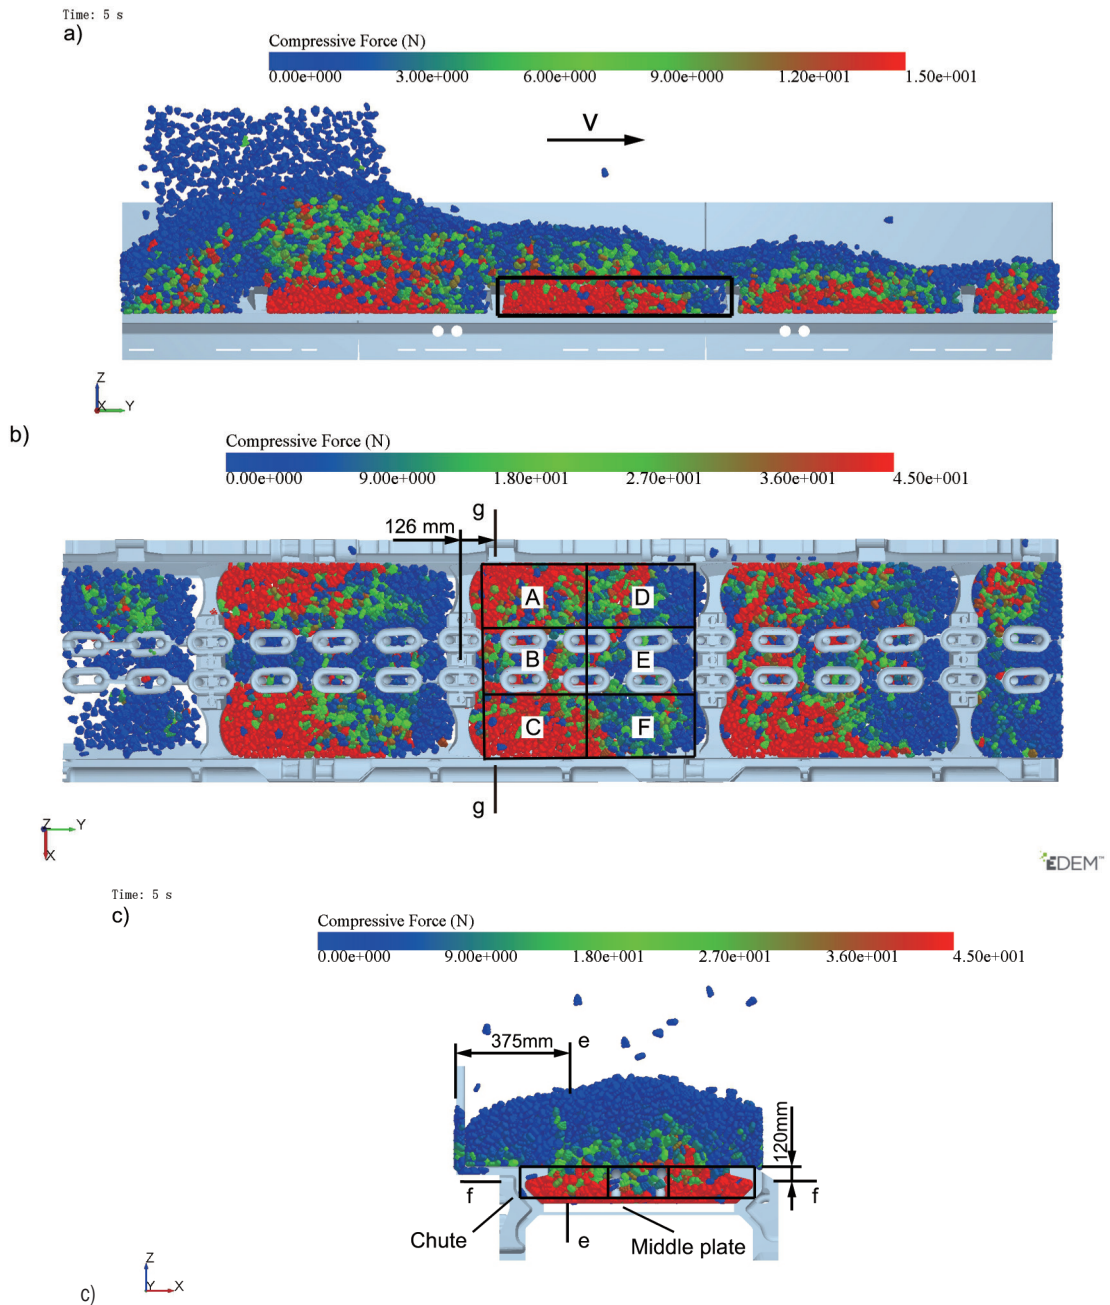 Time: 5 s
a)
Compressive Force (N)
0.00e+000 3.00e+000 6.00e+000 9.00e+000 1.20e+001 1.50e+001
V
Z
X Y
b)
Compressive Force (N)
0.00e+000 9.00e+000 1.80e+001 2.70e+001 3.60e+001 4.50e+001
g
126 mm
A D
B E
C F
g
Z Y
X
EDEM™
Time: 5 s
c)
Compressive Force (N)
0.00e+000 9.00e+000 1.80e+001 2.70e+001 3.60e+001 4.50e+001
375mm e
120mm
f f
Chute e Middle plate
Z
Y X
c)